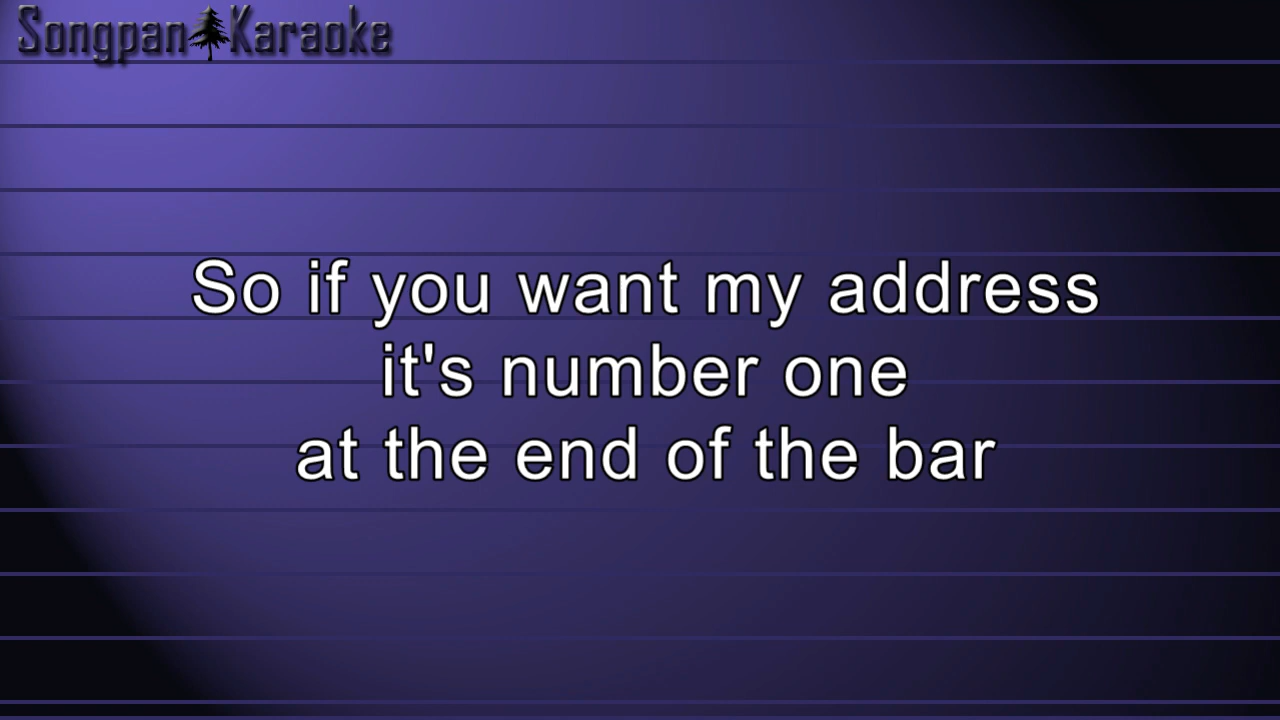 Songpan Karaoke
So if you want my address
it's number one
at the end of the bar